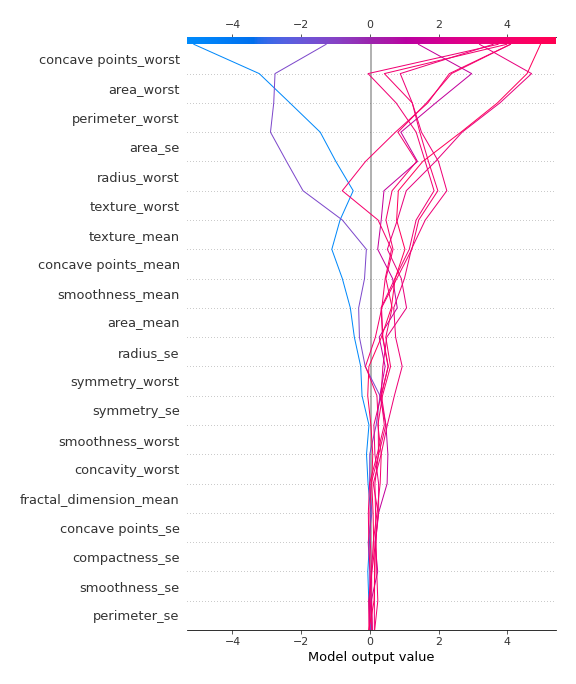 −4 −2 0 2 4
concave points_worst
area_worst
perimeter_worst
area_se
radius_worst
texture_worst
texture_mean
concave points_mean
smoothness_mean
area_mean
radius_se
symmetry_worst
symmetry_se
smoothness_worst
concavity_worst
fractal_dimension_mean
concave points_se
compactness_se
smoothness_se
perimeter_se
−4 −2 0 2 4
Model output value